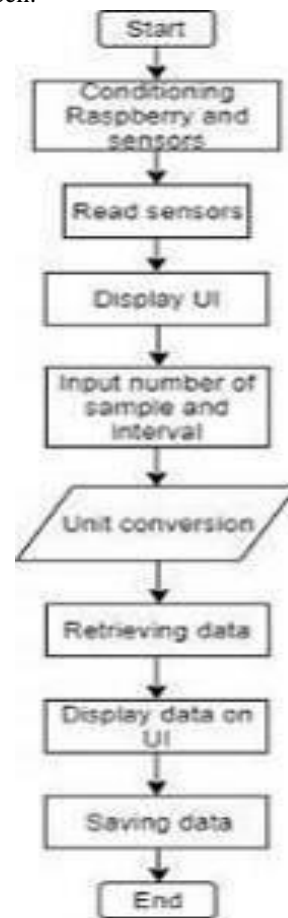 Start
Conditioning
Raspberry and
sensors
Read sensors
Display UI
Input number of
sample and
interval
Unit conversion
Retrieving data
Display data on
UI
Saving data
End